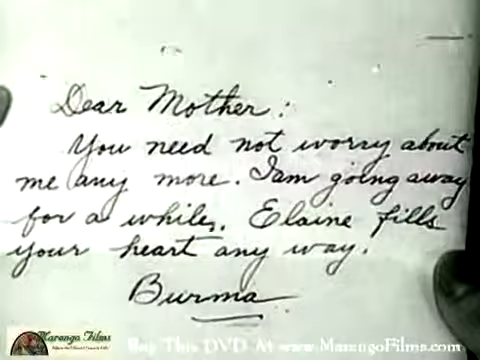 Dear Mother:
You need not worry about
me any more. I am going away
for a while. Elaine fills
your heart any way.
Burma
Marengo Films
Buy This DVD At www.MarengoFilms.com